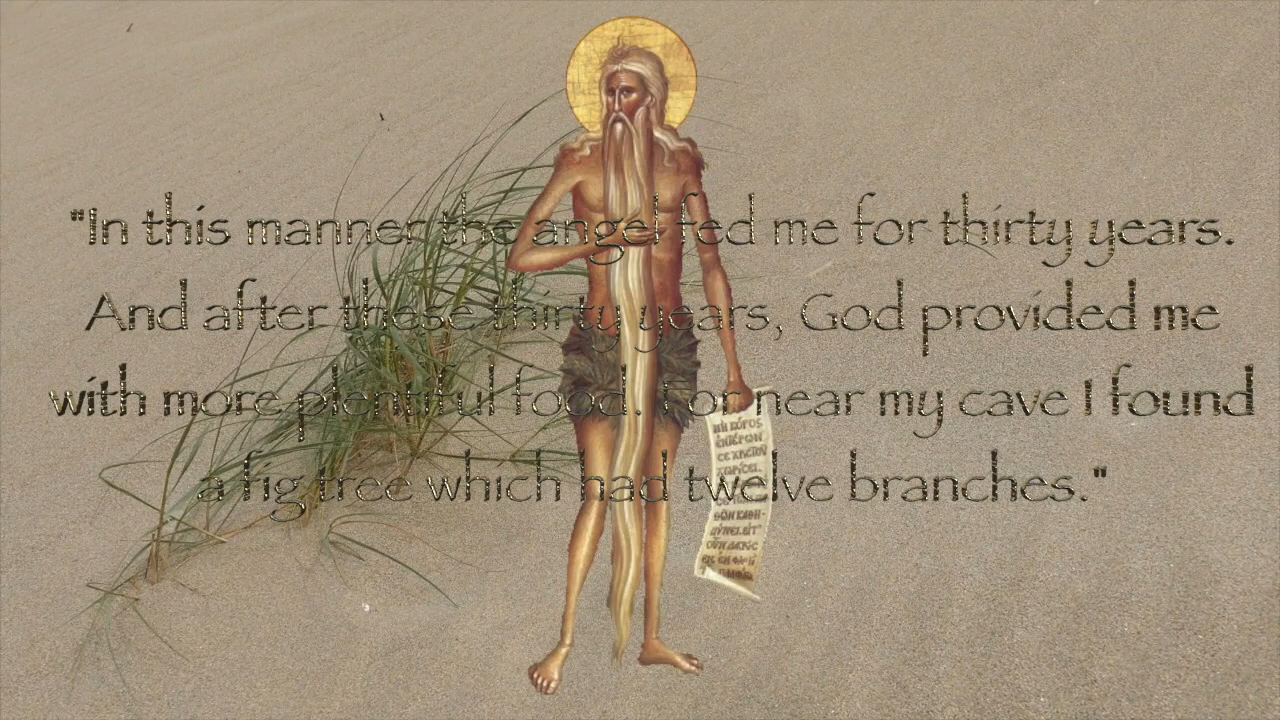 "In this manner the angel fed me for thirty years.
And after these thirty years, God provided me
with more plentiful food. For near my cave I found
a fig tree which had twelve branches."